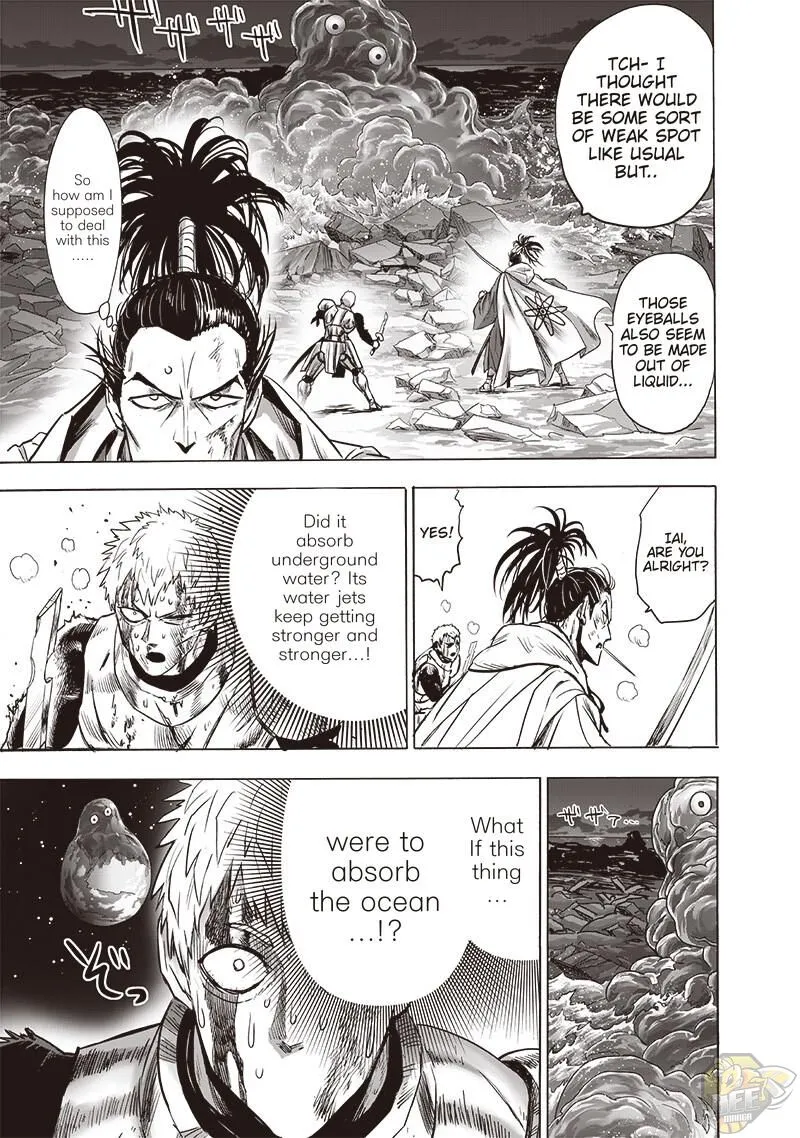 TCH- I
THOUGHT
THERE WOULD
BE SOME SORT
OF WEAK SPOT
LIKE USUAL
BUT..
THOSE
EYEBALLS
ALSO SEEM
TO BE MADE
OUT OF
LIQUID...
So
how am I
supposed
to deal
with this
.....
IAI,
ARE YOU
ALRIGHT?
YES!
Did it
absorb
underground
water? Its
water jets
keep getting
stronger and
stronger...!
What
If this
thing
...
were to
absorb
the ocean
...!?
MANGA